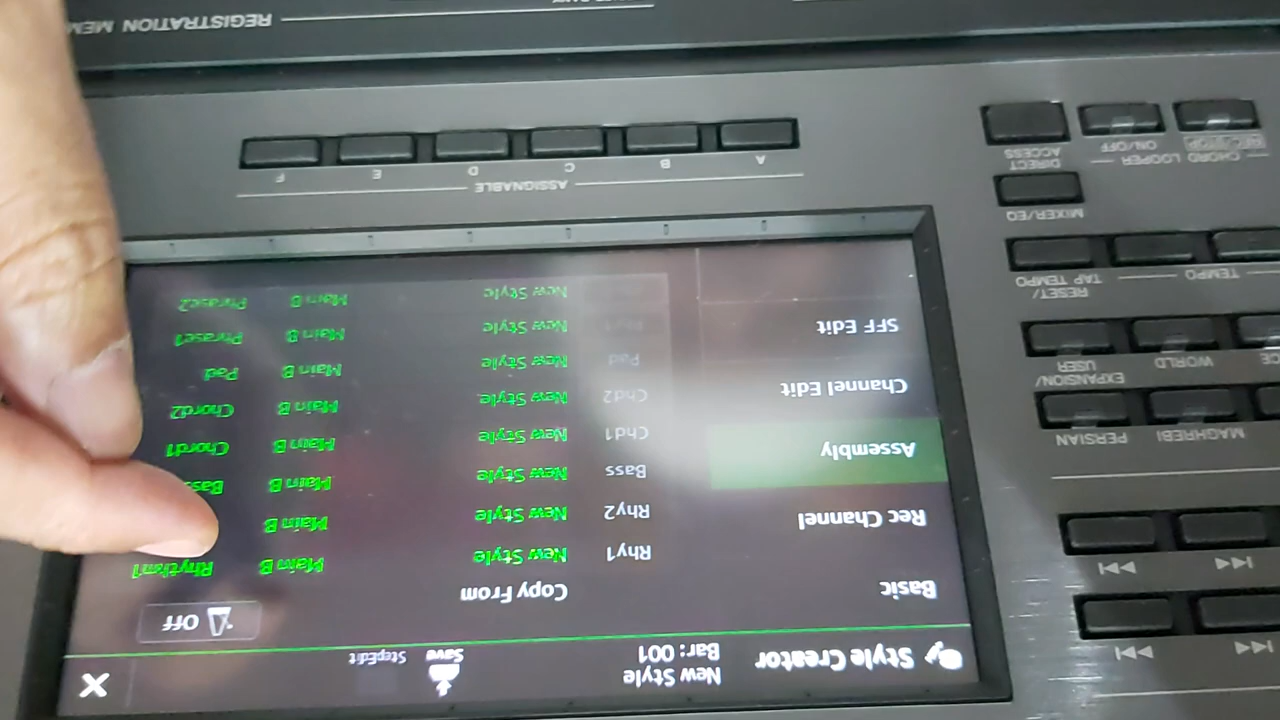 Style Creator
New Style
Bar: 001
Save
StepEdit
Basic
Rec Channel
Assembly
Channel Edit
SFF Edit
Copy From
OFF
Rhy1 New Style Main B Rhythm1
Rhy2 New Style Main B
Bass New Style Main B Bass
Chd1 New Style Main B Chord1
Chd2 New Style Main B Chord2
Pad New Style Main B Pad
New Style Main B Phrase1
New Style Main B Phrase2
MAGHREBI
PERSIAN
WORLD
EXPANSION/
USER
TEMPO
RESET/
TAP TEMPO
MIXER/EQ
CHORD
LOOPER
ON/OFF
DIRECT
ACCESS
ASSIGNABLE
A B C D E F
REGISTRATION